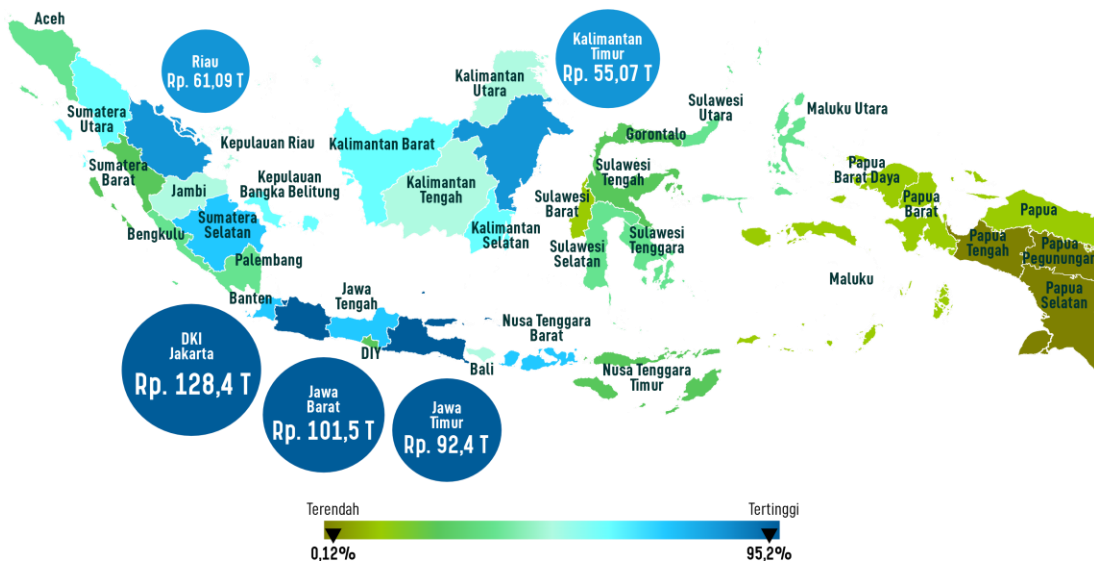 Aceh
Riau
Rp. 61,09 T
Kalimantan
Timur
Rp. 55,07 T
Kalimantan
Utara
Sulawesi
Utara
Maluku Utara
Sumatera
Utara
Kepulauan Riau
Kalimantan Barat
Gorontalo
Sumatera
Barat
Jambi
Kepulauan
Bangka Belitung
Kalimantan
Tengah
Sulawesi
Tengah
Papua
Barat Daya
Sulawesi
Barat
Papua
Barat
Papua
Bengkulu
Sumatera
Selatan
Kalimantan
Selatan
Sulawesi
Selatan
Sulawesi
Tenggara
Papua
Tengah
Papua
Pegunungan
Palembang
Maluku
Papua
Selatan
Banten
Jawa
Tengah
Nusa Tenggara
Barat
DIY
Bali
Nusa Tenggara
Timur
DKI
Jakarta
Rp. 128,4 T
Jawa
Barat
Rp. 101,5 T
Jawa
Timur
Rp. 92,4 T
Terendah
Tertinggi
0,12%
95,2%